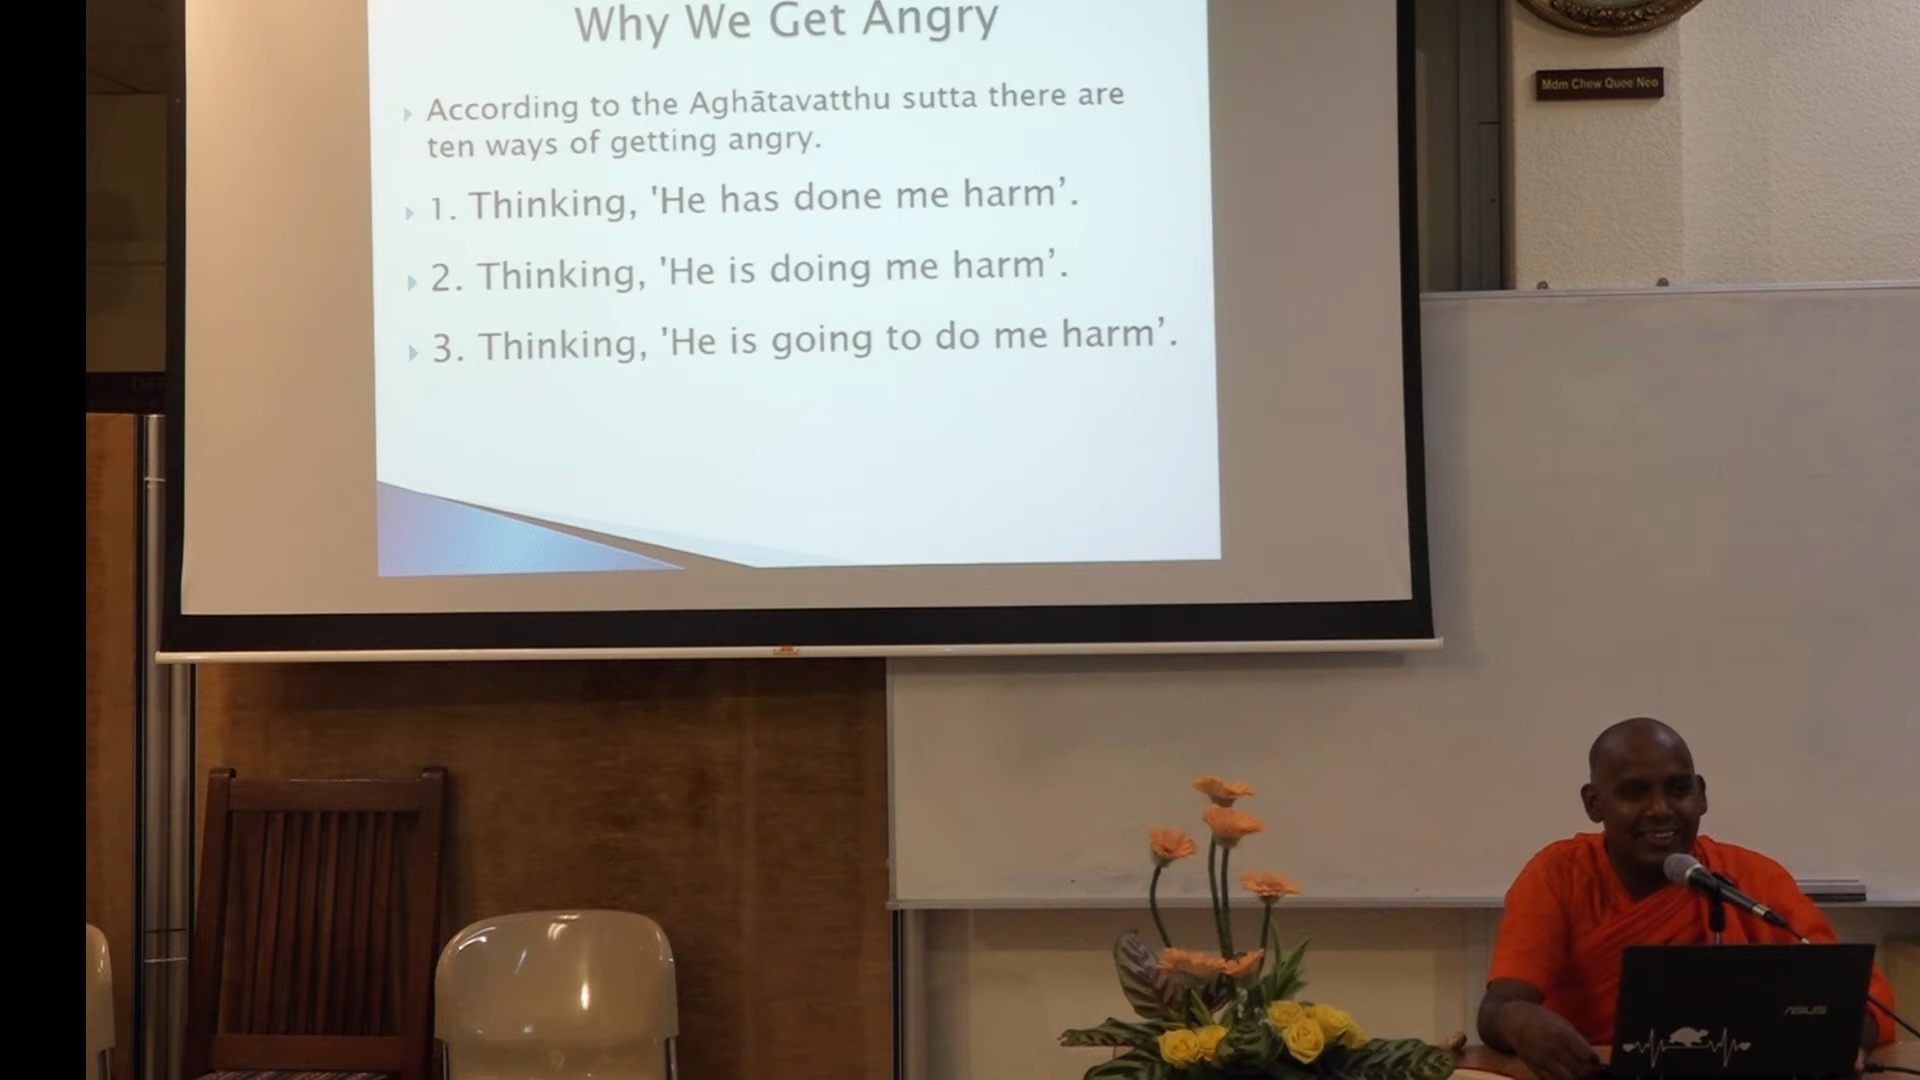 Why We Get Angry
According to the Aghātavatthu sutta there are
ten ways of getting angry.
1. Thinking, 'He has done me harm’.
2. Thinking, 'He is doing me harm’.
3. Thinking, 'He is going to do me harm’.
Mdm Chew Quee Neo
ASUS